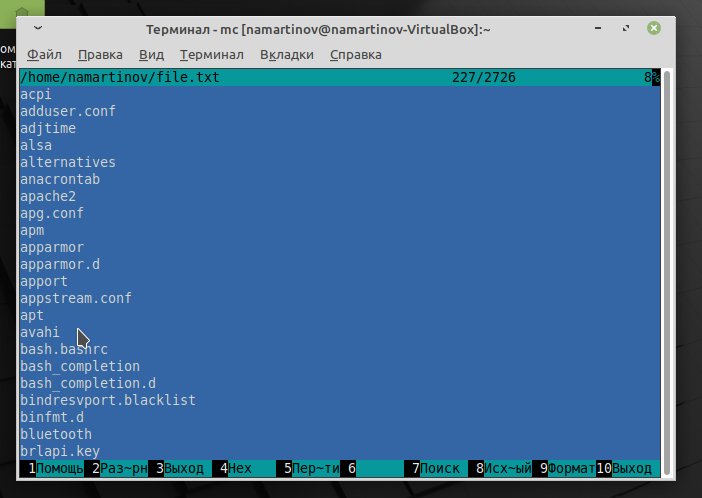 ом
кат
Терминал - mc [namartinov@namartinov-VirtualBox]:~
Файл Правка Вид Терминал Вкладки Справка
/home/namartinov/file.txt 227/2726 8%
acpi
adduser.conf
adjtime
alsa
alternatives
anacrontab
apache2
apg.conf
apm
apparmor
apparmor.d
apport
appstream.conf
apt
avahi
bash.bashrc
bash_completion
bash_completion.d
bindresvport.blacklist
binfmt.d
bluetooth
brlapi.key
1Помощь 2Раз~рн 3Выход 4Hex 5Пер~ти 6 7Поиск 8Исх~ый 9Формат 10Выход